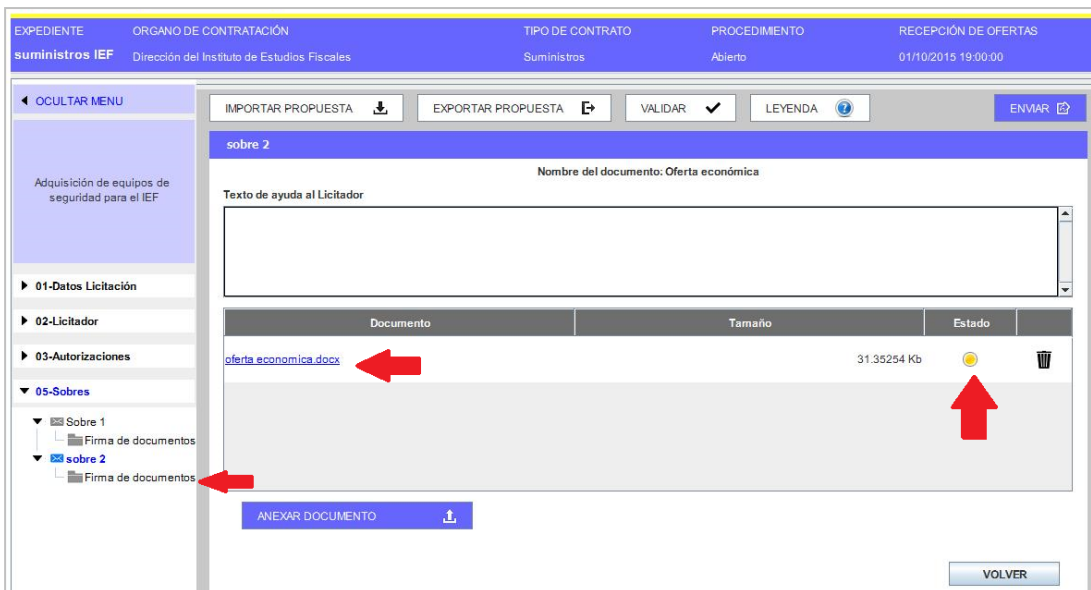 EXPEDIENTE ORGANO DE CONTRATACIÓN TIPO DE CONTRATO PROCEDIMIENTO RECEPCIÓN DE OFERTAS
suministros IEF Dirección del Instituto de Estudios Fiscales Suministros Abierto 01/10/2015 19:00:00
OCULTAR MENU
IMPORTAR PROPUESTA EXPORTAR PROPUESTA VALIDAR LEYENDA ENVIAR
Adquisición de equipos de
seguridad para el IEF
01-Datos Licitación
02-Licitador
03-Autorizaciones
05-Sobres
Sobre 1
Firma de documentos
sobre 2
Firma de documentos
sobre 2
Nombre del documento: Oferta económica
Texto de ayuda al Licitador
Documento Tamaño Estado
oferta economica.docx 31.35254 Kb
ANEXAR DOCUMENTO
VOLVER